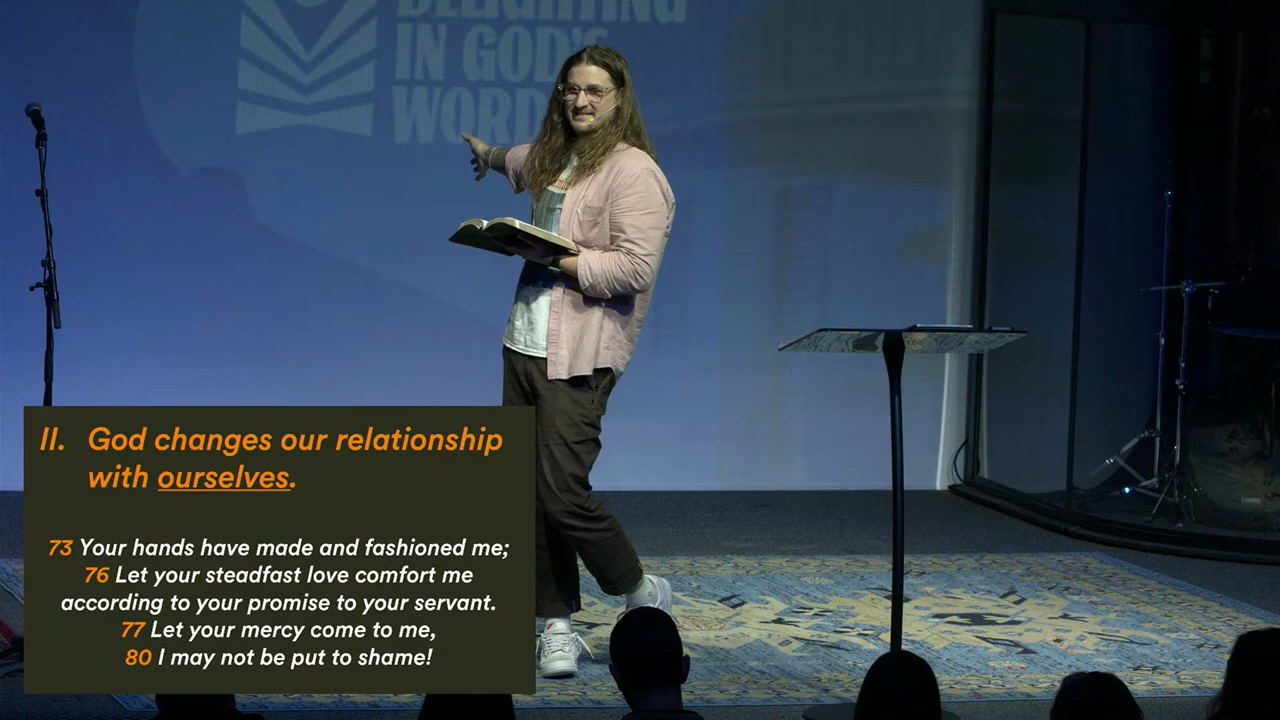 DELIGHTING
IN GOD'S
WORD
II. God changes our relationship
with ourselves.
73 Your hands have made and fashioned me;
76 Let your steadfast love comfort me
according to your promise to your servant.
77 Let your mercy come to me,
80 I may not be put to shame!